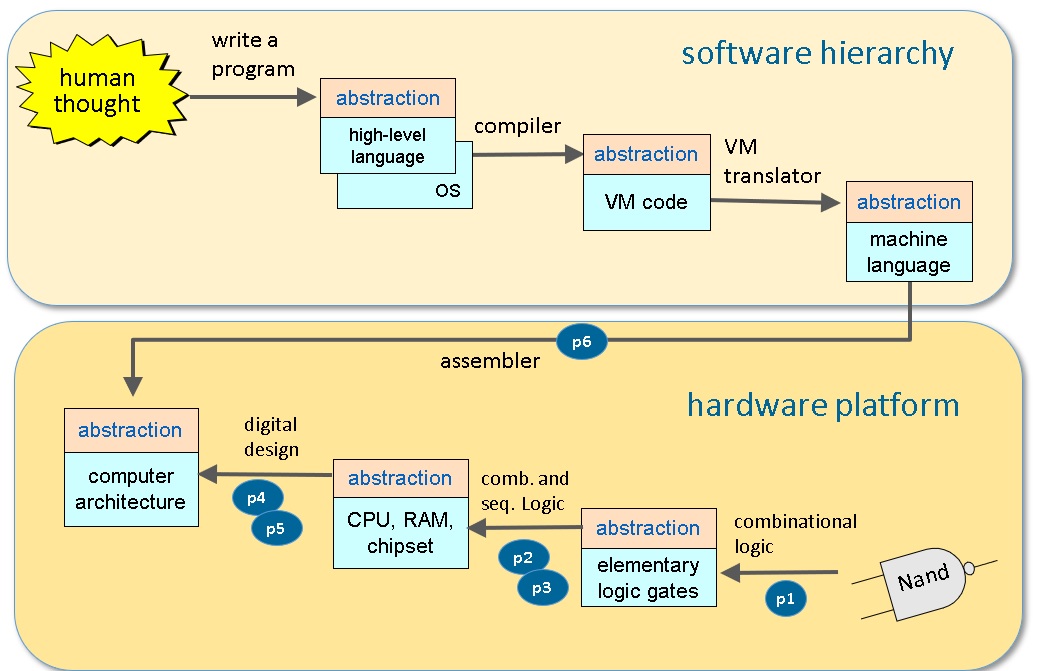 software hierarchy
human
thought
write a
program
abstraction
high-level
language
OS
compiler
abstraction
VM code
VM
translator
abstraction
machine
language
p6
assembler
hardware platform
abstraction
computer
architecture
digital
design
p4
p5
abstraction
CPU, RAM,
chipset
comb. and
seq. Logic
p2
p3
abstraction
elementary
logic gates
combinational
logic
p1
Nand